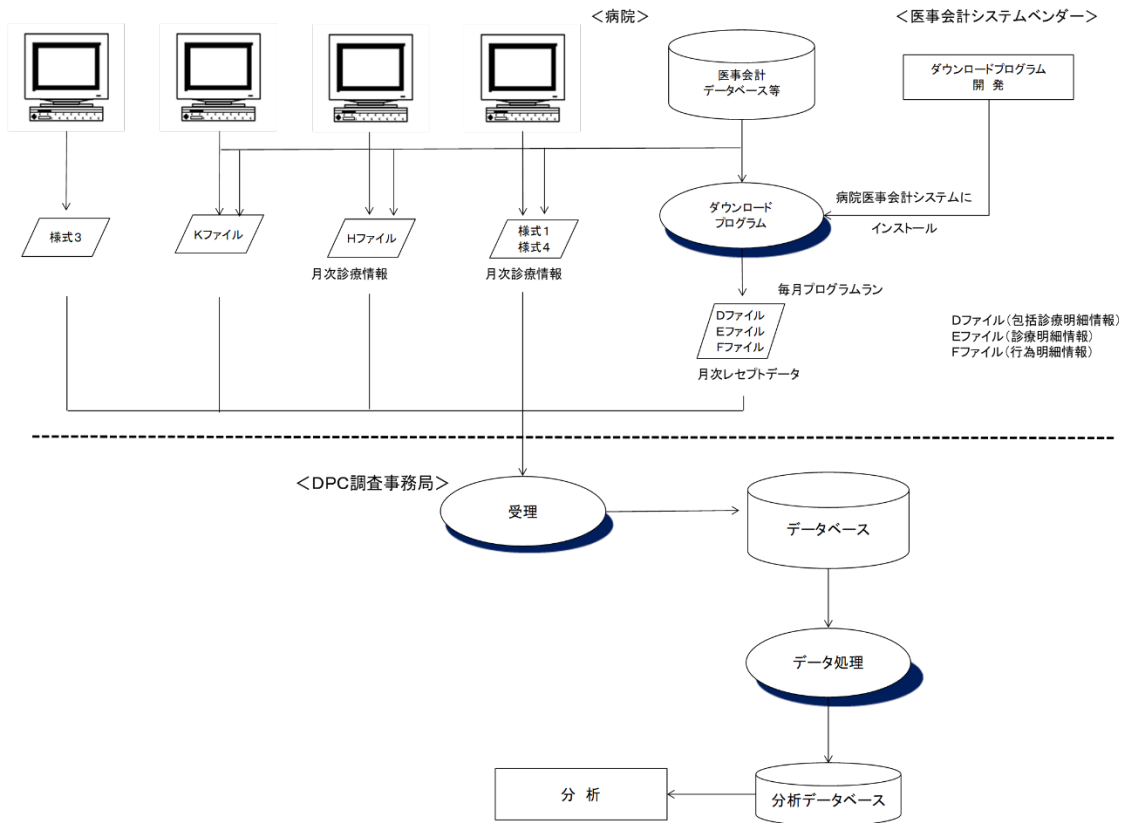 ＜病院＞
＜医事会計システムベンダー＞
医事会計
データベース等
ダウンロードプログラム
開 発
様式3
Kファイル
Hファイル
様式1
様式4
ダウンロード
プログラム
病院医事会計システムに
インストール
月次診療情報
月次診療情報
毎月プログラムラン
Dファイル
Eファイル
Fファイル
月次レセプトデータ
Dファイル（包括診療明細情報）
Eファイル（診療明細情報）
Fファイル（行為明細情報）
＜DPC調査事務局＞
受理
データベース
データ処理
分 析
分析データベース